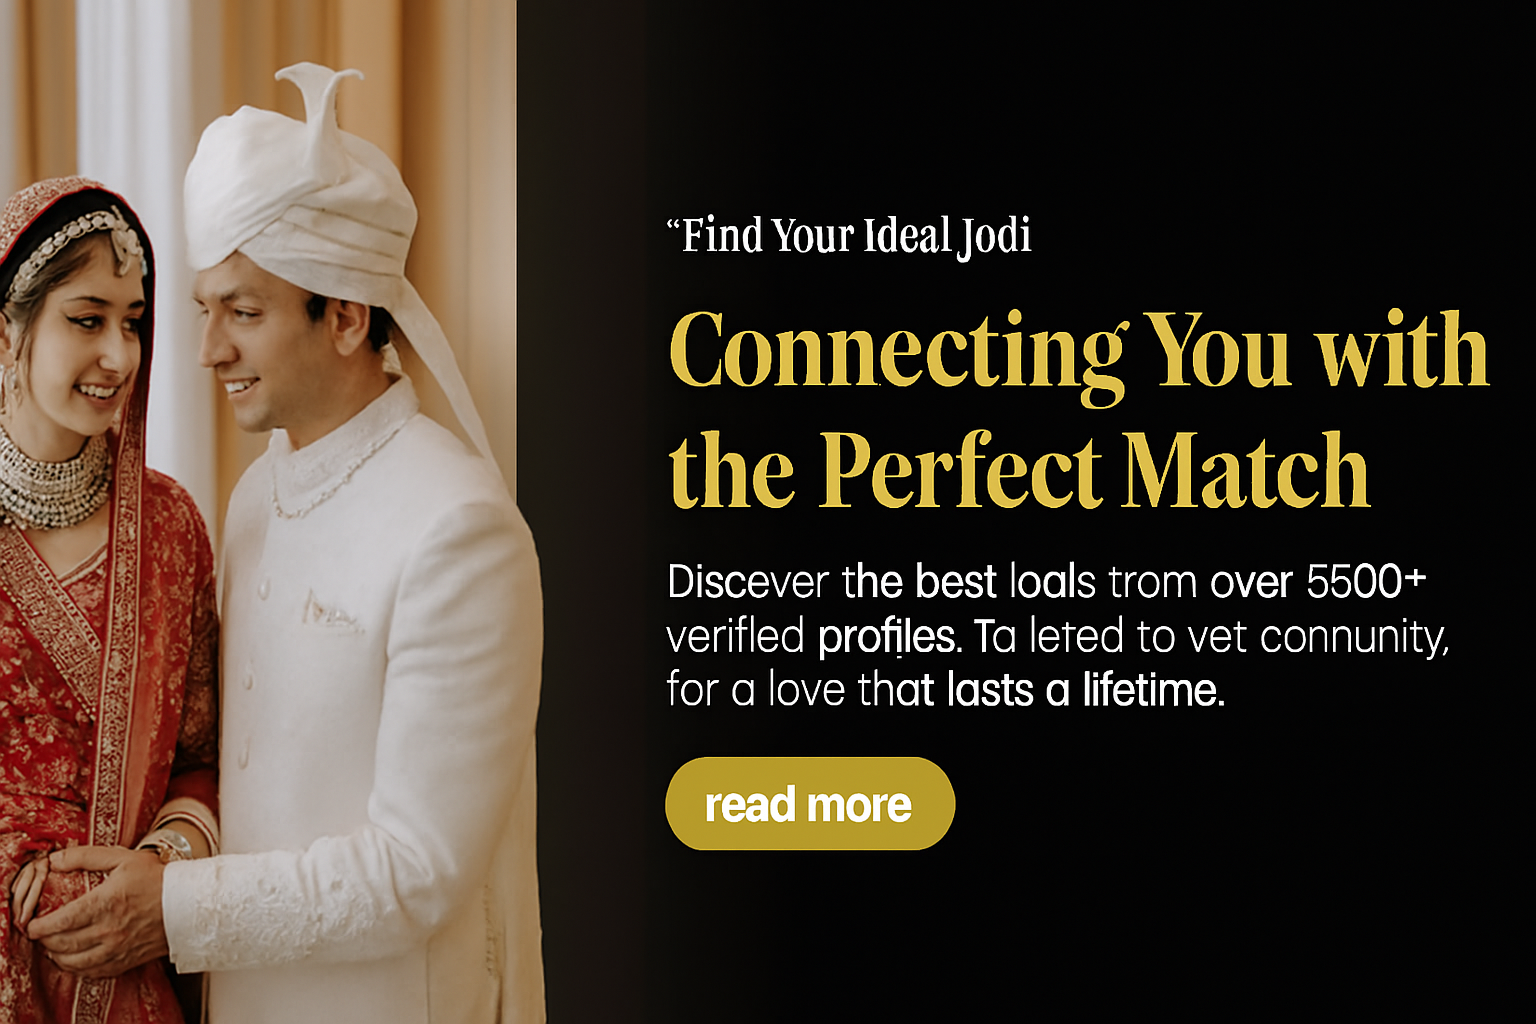 “Find Your Ideal Jodi
Connecting You with
the Perfect Match
Discever the best loals trom over 5500+
verifled profiles. Ta leted to vet connunity,
for a love that lasts a lifetime.
read more